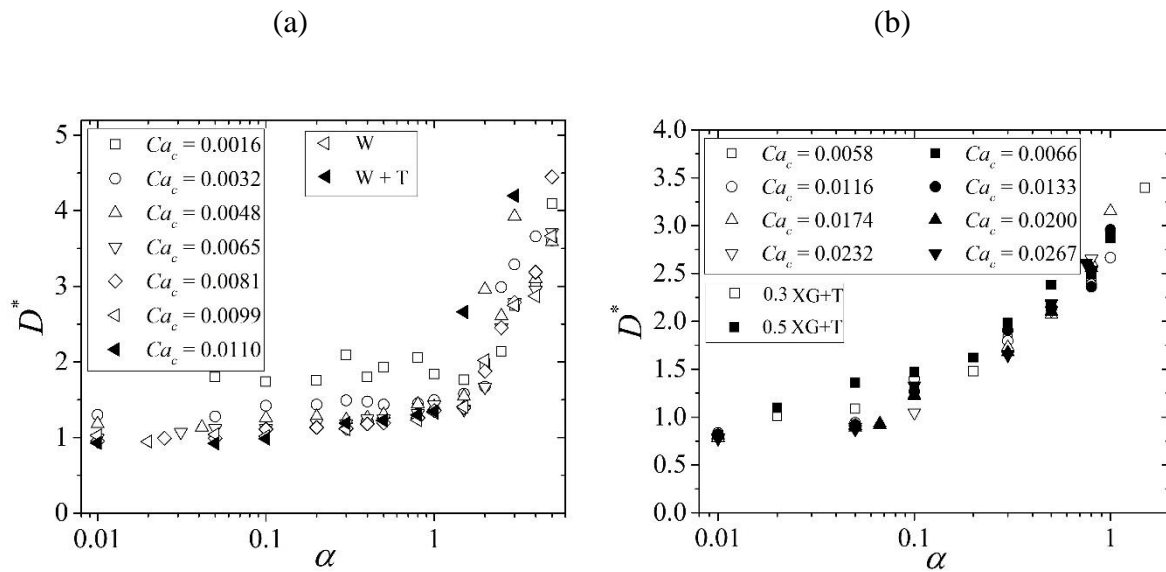 (a)
(b)
5
4
3
2
1
0
D*
0.01
0.1
1
α
Ca_c = 0.0016
Ca_c = 0.0032
Ca_c = 0.0048
Ca_c = 0.0065
Ca_c = 0.0081
Ca_c = 0.0099
Ca_c = 0.0110
W
W + T
4.0
3.5
3.0
2.5
2.0
1.5
1.0
0.5
0.0
D*
0.01
0.1
1
α
Ca_c = 0.0058
Ca_c = 0.0116
Ca_c = 0.0174
Ca_c = 0.0232
Ca_c = 0.0066
Ca_c = 0.0133
Ca_c = 0.0200
Ca_c = 0.0267
0.3 XG+T
0.5 XG+T